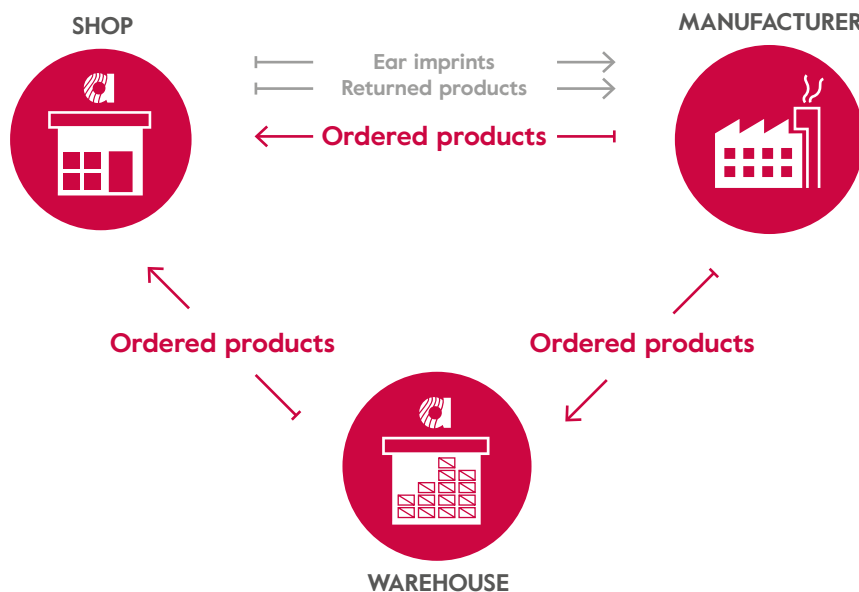 SHOP
MANUFACTURER
Ear imprints
Returned products
Ordered products
Ordered products
Ordered products
WAREHOUSE